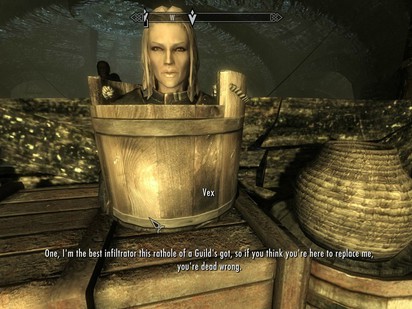 W
Vex
One, I'm the best infiltrator this rathole of a Guild's got, so if you think you're here to replace me,
you're dead wrong.